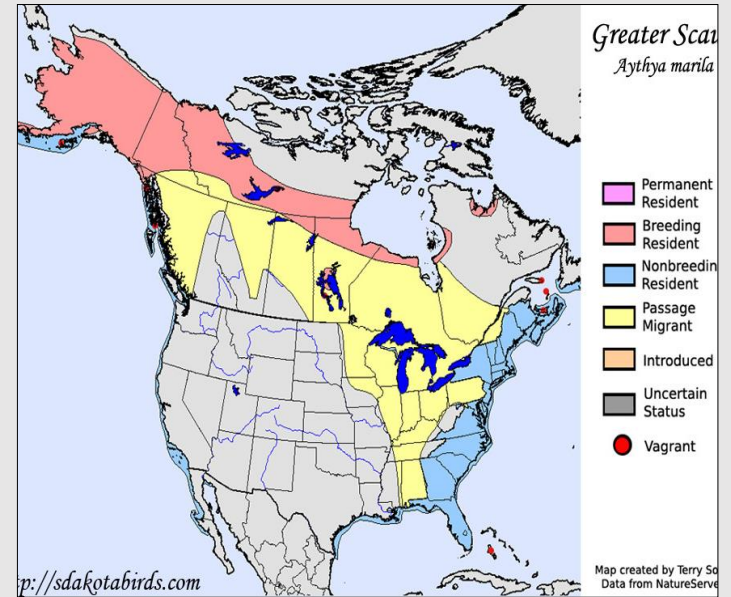 Greater Scau
Aythya marila
Permanent
Resident
Breeding
Resident
Nonbreedin
Resident
Passage
Migrant
Introduced
Uncertain
Status
Vagrant
p://sdakotabirds.com
Map created by Terry So
Data from NatureServe